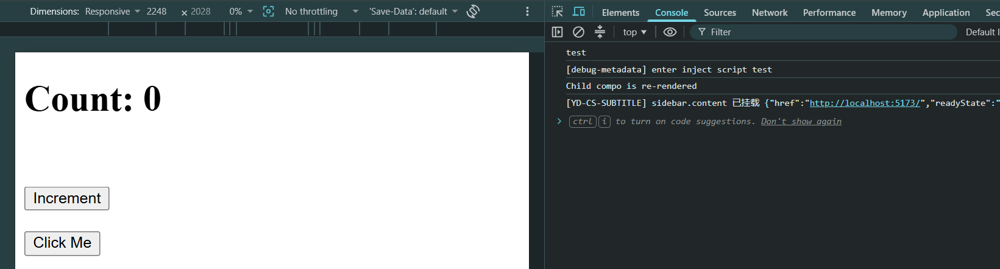 Dimensions: Responsive 2248 × 2028 0% No throttling 'Save-Data': default
Elements Console Sources Network Performance Memory Application
top Filter Default
Count: 0
Increment
Click Me
test
[debug-metadata] enter inject script test
Child compo is re-rendered
[YD-CS-SUBTITLE] sidebar.content 已挂载 {"href":"http://localhost:5173/","readyState":"
ctrl i to turn on code suggestions. Don't show again